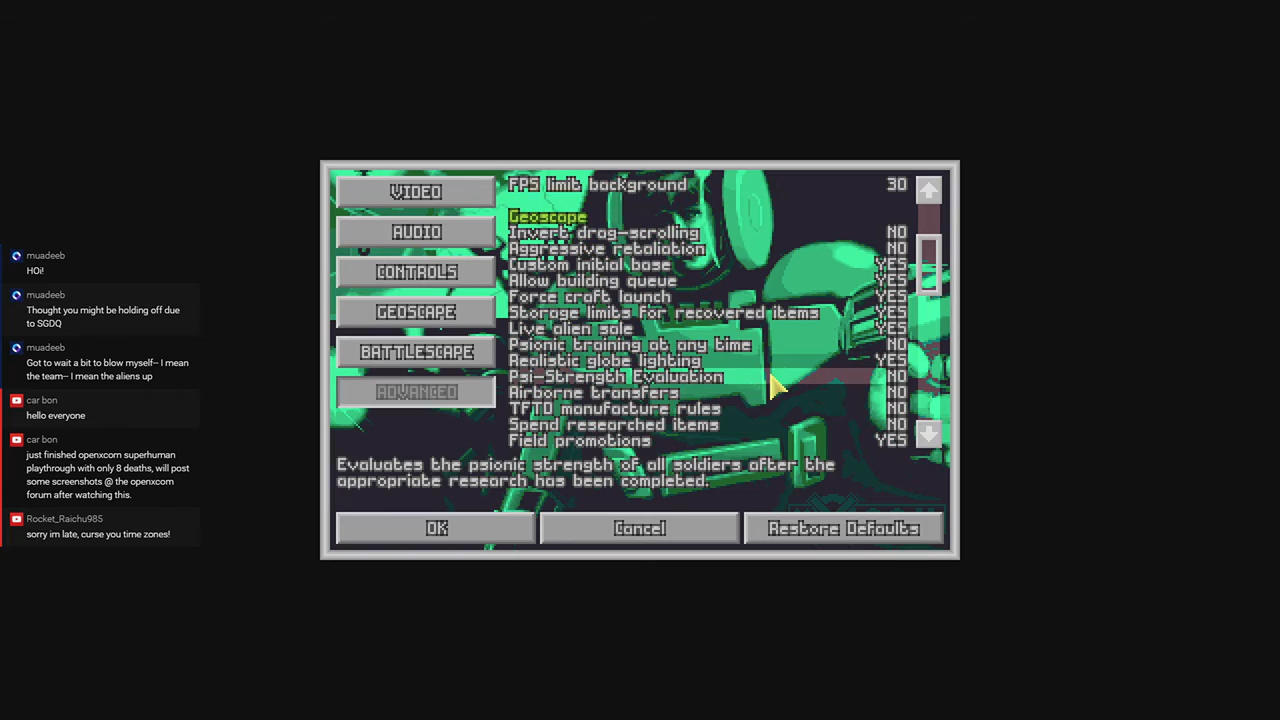 muadeeb
HOi!
muadeeb
Thought you might be holding off due
to SGDQ
muadeeb
Got to wait a bit to blow myself-- I mean
the team-- I mean the aliens up
car bon
hello everyone
car bon
just finished openxcom superhuman
playthrough with only 8 deaths, will post
some screenshots @ the openxcom
forum after watching this.
Rocket_Raichu985
sorry im late, curse you time zones!
VIDEO
AUDIO
CONTROLS
GEOSCAPE
BATTLESCAPE
ADVANCED
FPS limit background 30
Geoscape
Invert drag-scrolling NO
Aggressive retaliation NO
Custom initial base YES
Allow building queue YES
Force craft launch YES
Storage limits for recovered items YES
Live alien sale YES
Psionic training at any time NO
Realistic globe lighting YES
Psi-Strength Evaluation NO
Airborne transfers NO
TFTD manufacture rules NO
Spend researched items NO
Field promotions YES
Evaluates the psionic strength of all soldiers after the
appropriate research has been completed.
OK
Cancel
Restore Defaults